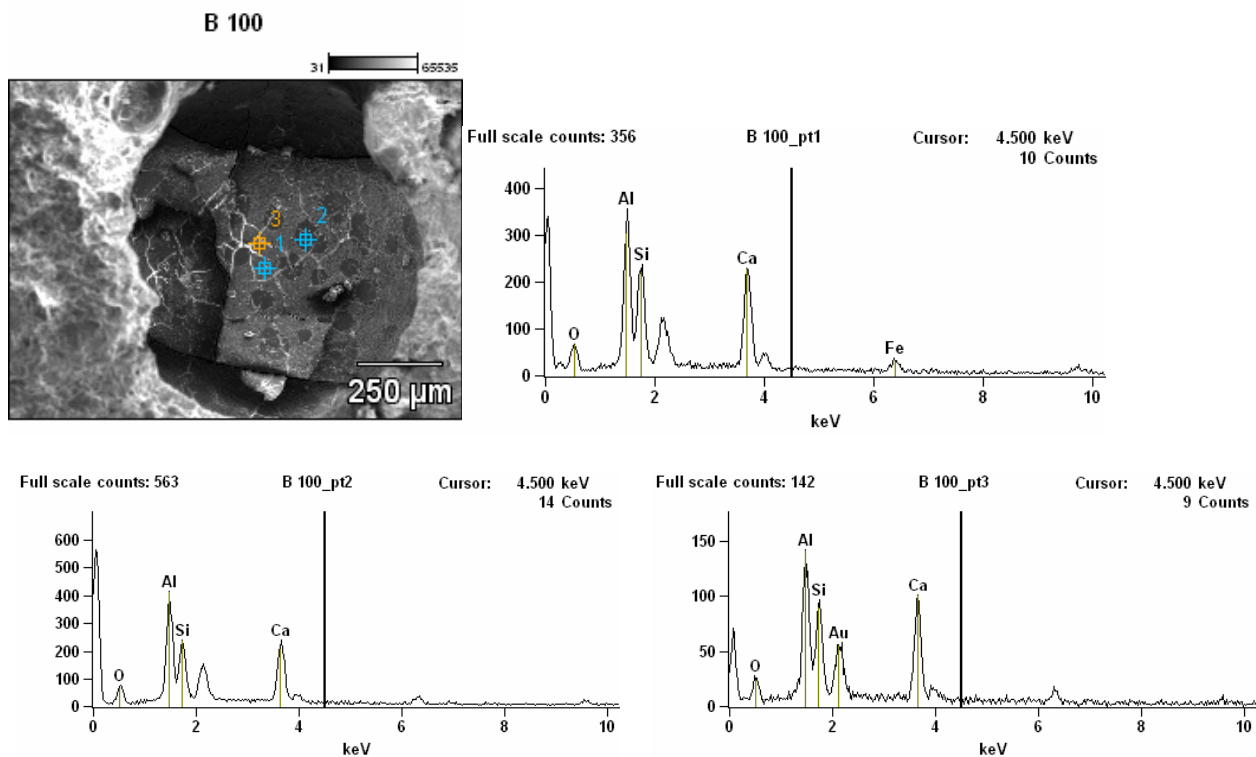 B 100
31 65535
3
2
1
250 µm
Full scale counts: 356 B 100_pt1 Cursor: 4.500 keV
10 Counts
400
300
200
100
0
Al
Si
Ca
O
Fe
0 2 4 6 8 10
keV
Full scale counts: 563 B 100_pt2 Cursor: 4.500 keV
14 Counts
600
500
400
300
200
100
0
Al
Si
Ca
O
0 2 4 6 8 10
keV
Full scale counts: 142 B 100_pt3 Cursor: 4.500 keV
9 Counts
150
100
50
0
Al
Si
Ca
Au
O
0 2 4 6 8 10
keV